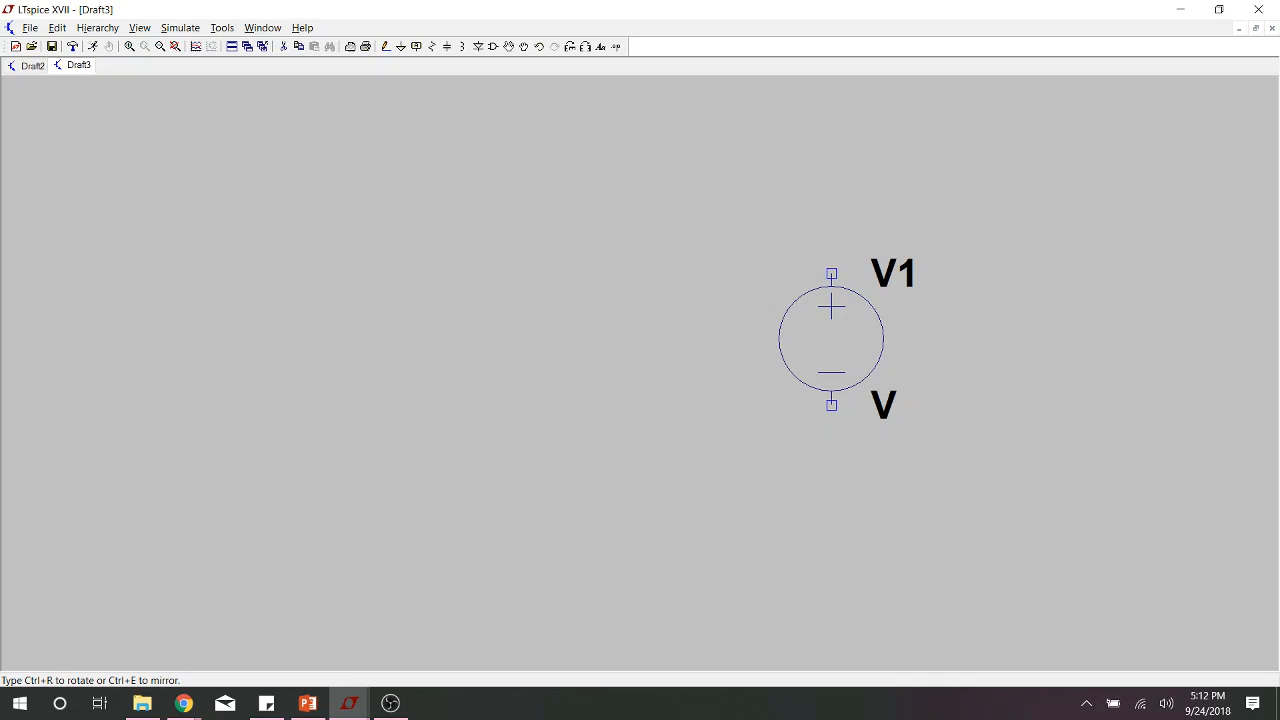 LTspice XVII - [Draft3]
File Edit Hierarchy View Simulate Tools Window Help
Draft2 Draft3
V1
V
Type Ctrl+R to rotate or Ctrl+E to mirror.
5:12 PM
9/24/2018